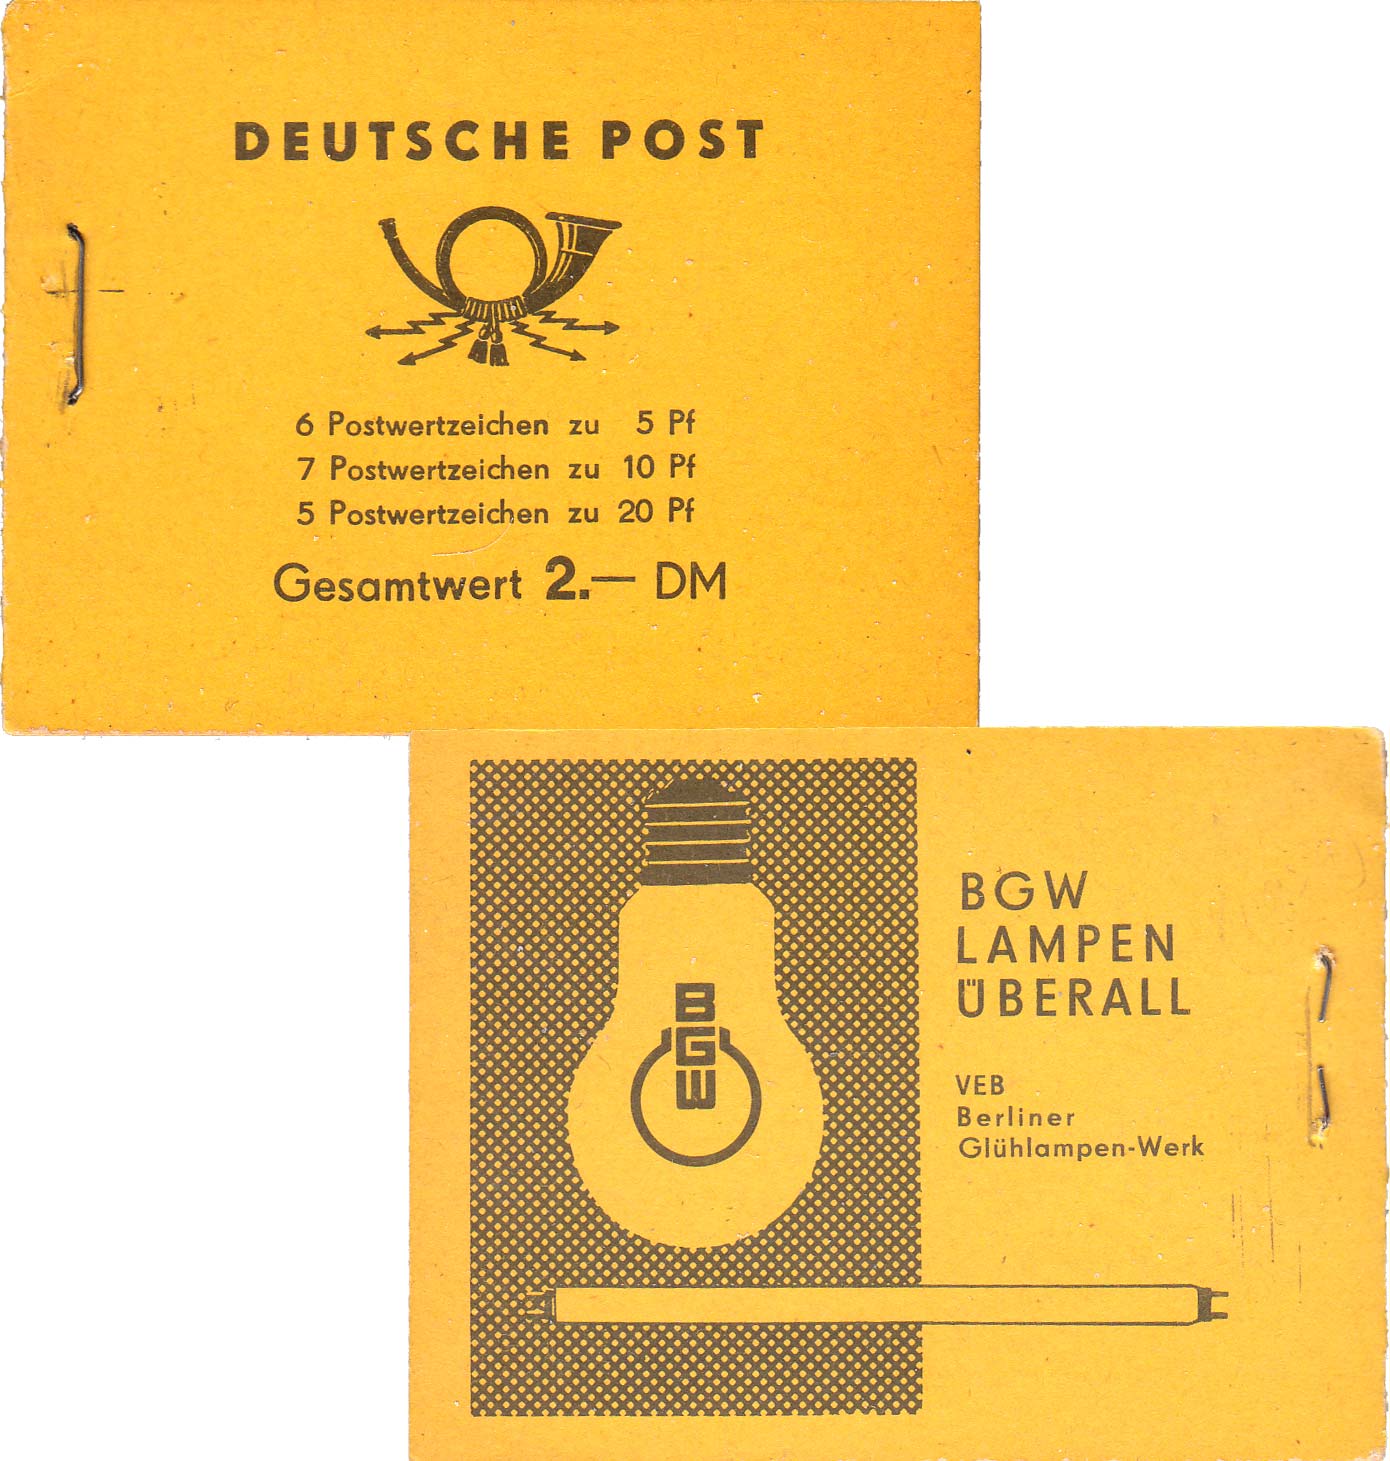 DEUTSCHE POST
6 Postwertzeichen zu 5 Pf
7 Postwertzeichen zu 10 Pf
5 Postwertzeichen zu 20 Pf
Gesamtwert 2.— DM
BGW
LAMPEN
ÜBERALL
BGW
VEB
Berliner
Glühlampen-Werk